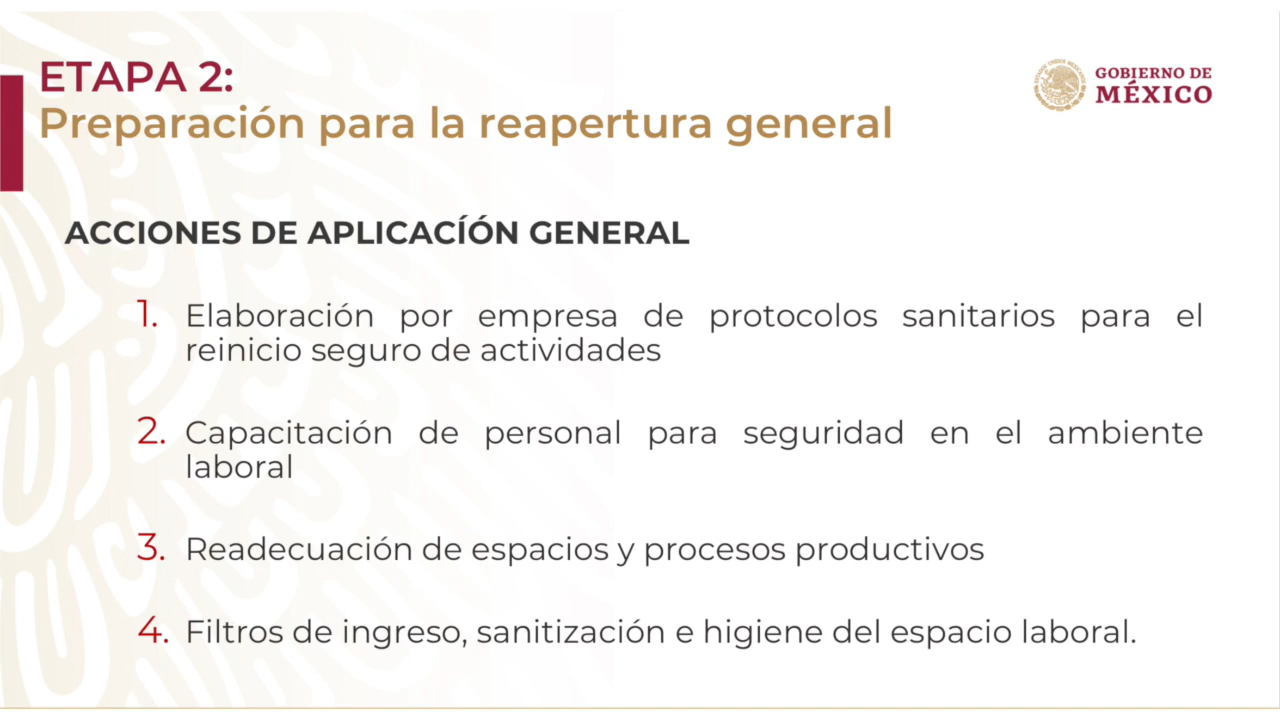 ETAPA 2:
Preparación para la reapertura general
GOBIERNO DE
MÉXICO
ACCIONES DE APLICACÍÓN GENERAL
1. Elaboración por empresa de protocolos sanitarios para el
reinicio seguro de actividades
2. Capacitación de personal para seguridad en el ambiente
laboral
3. Readecuación de espacios y procesos productivos
4. Filtros de ingreso, sanitización e higiene del espacio laboral.